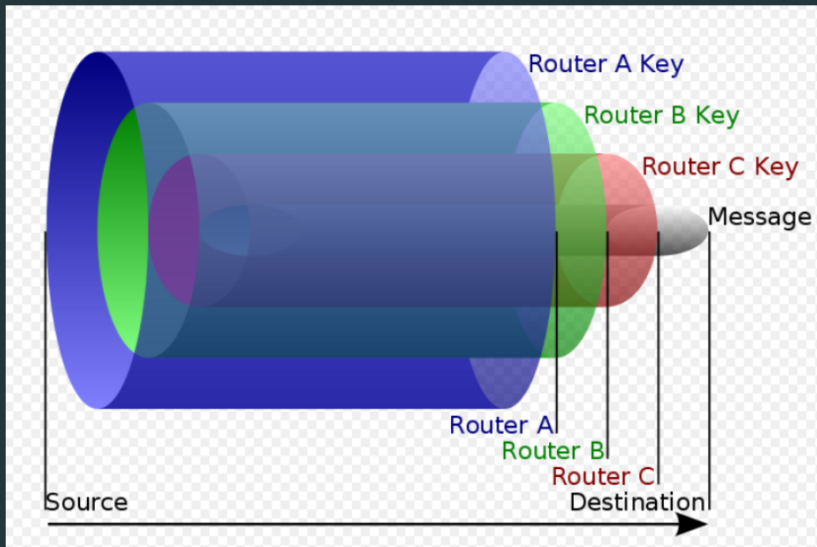 Router A Key
Router B Key
Router C Key
Message
Router A
Router B
Router C
Source
Destination